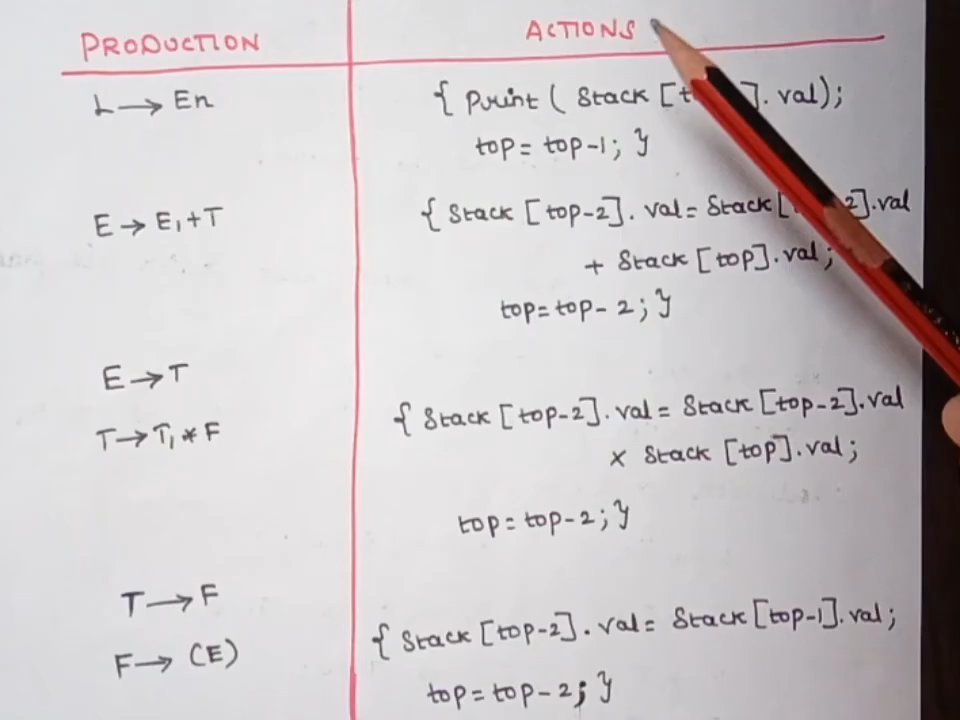 PRODUCTION ACTIONS
L → En { Print ( Stack [t ]. val);
top = top-1; }
E → E₁+T { Stack [top-2]. val = Stack [ 2].val
+ Stack [top].val;
top = top-2; }
E → T
T → T₁ * F { Stack [top-2]. val = Stack [top-2].val
x Stack [top].val;
top = top-2; }
T → F
F → (E) { Stack [top-2]. val = Stack [top-1].val;
top = top-2; }